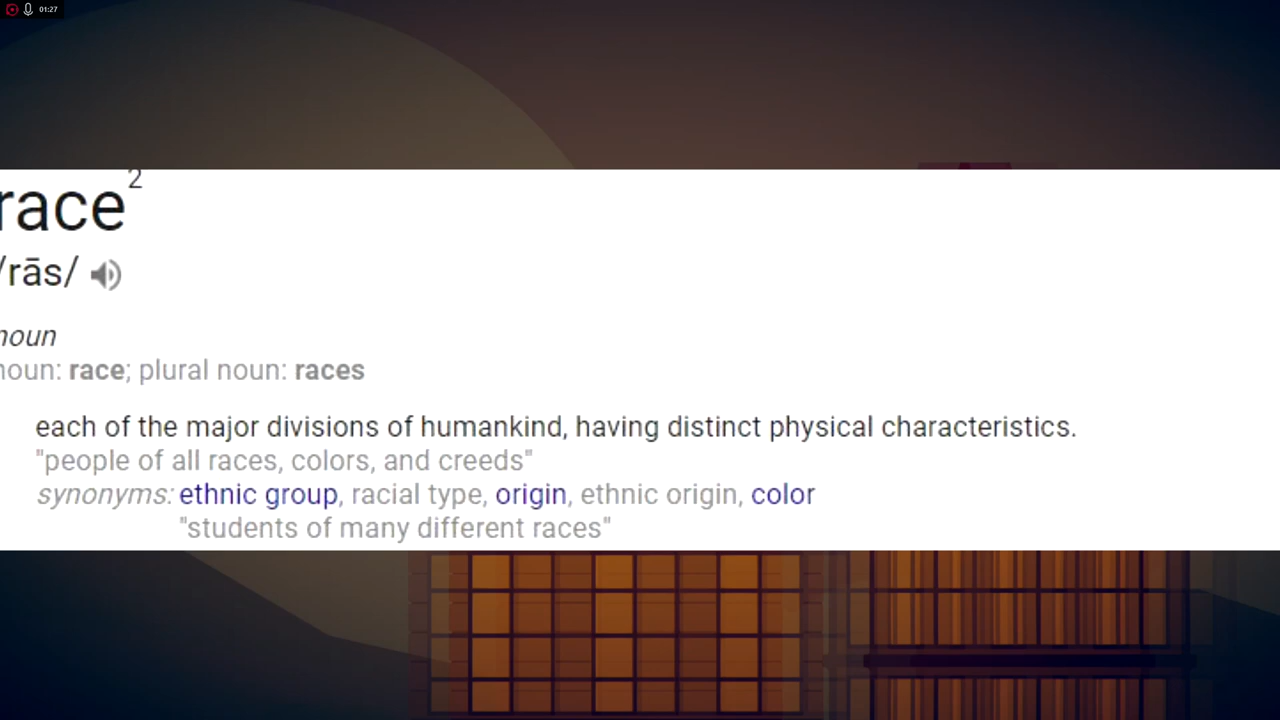 01:27
race²
/rās/
noun
noun: race; plural noun: races
each of the major divisions of humankind, having distinct physical characteristics.
"people of all races, colors, and creeds"
synonyms: ethnic group, racial type, origin, ethnic origin, color
"students of many different races"